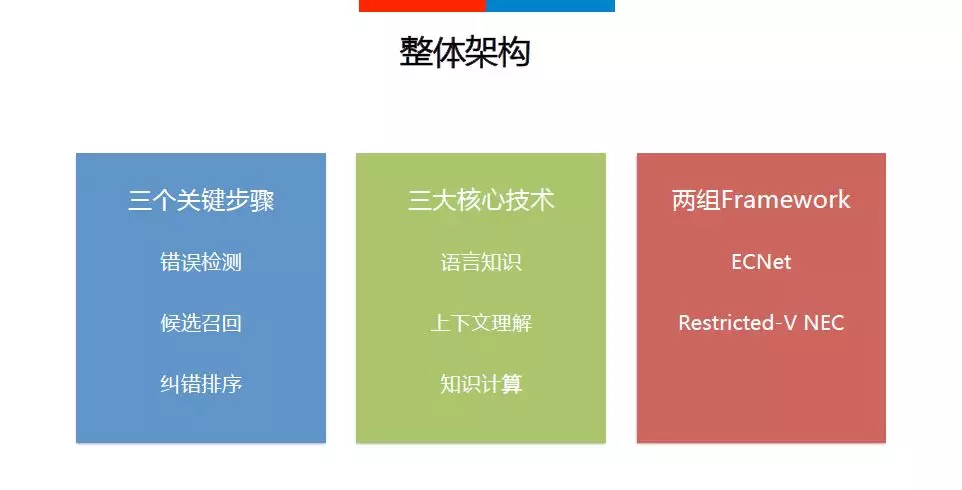 整体架构
三个关键步骤
错误检测
候选召回
纠错排序
三大核心技术
语言知识
上下文理解
知识计算
两组Framework
ECNet
Restricted-V NEC